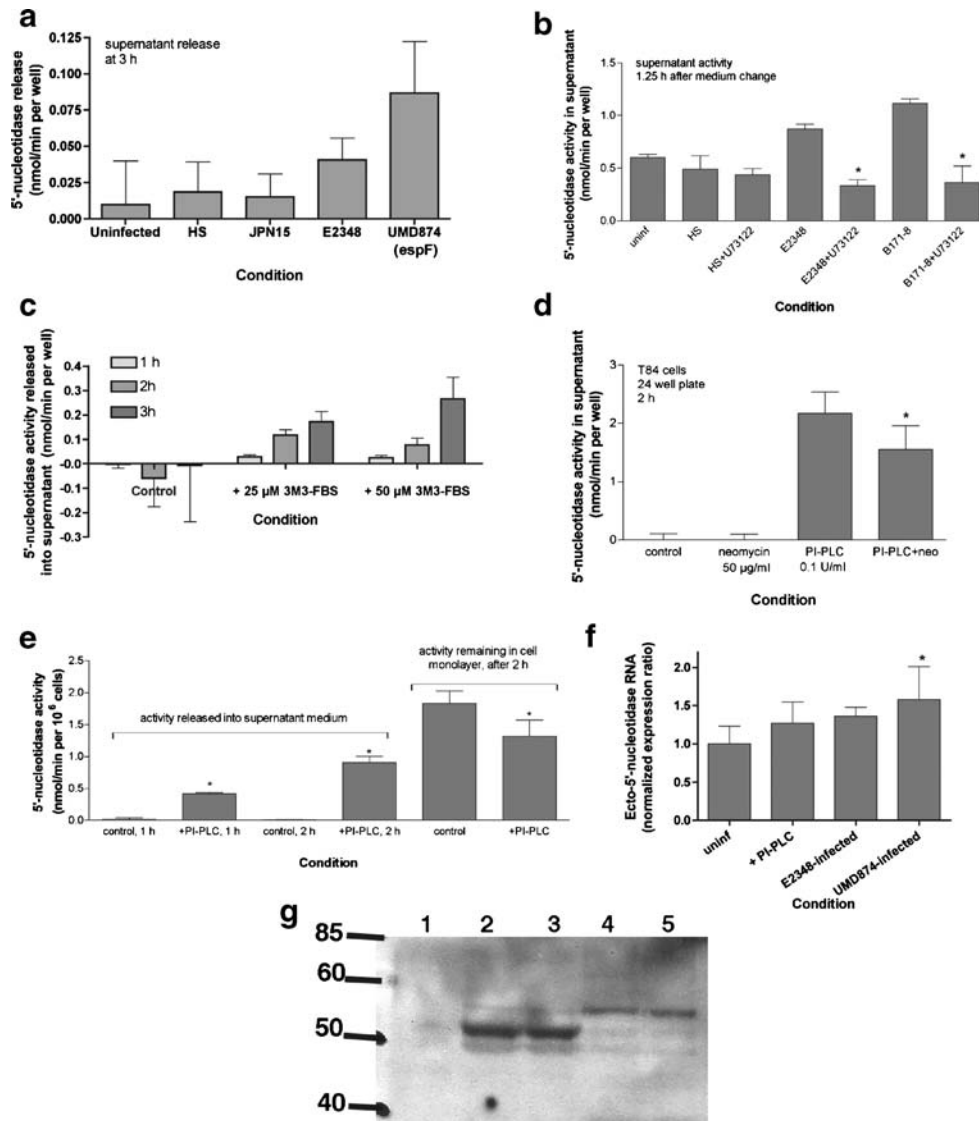 a
supernatant release
at 3 h
5'-nucleotidase release
(nmol/min per well)
0.125
0.100
0.075
0.050
0.025
0.000
Uninfected
HS
JPN15
E2348
UMD874
(espF)
Condition
b
supernatant activity
1.25 h after medium change
5'-nucleotidase activity in supernatant
(nmol/min per well)
1.5
1.0
0.5
0.0
*
*
uninf
HS
HS+U73122
E2348
E2348+U73122
B171-8
B171-8+U73122
Condition
c
1 h
2h
3h
5'-nucleotidase activity released
into supernatant (nmol/min per well)
0.4
0.3
0.2
0.1
-0.0
-0.1
-0.2
-0.3
Control
+ 25 µM 3M3-FBS
+ 50 µM 3M3-FBS
Condition
d
T84 cells
24 well plate
2 h
5'-nucleotidase activity in supernatant
(nmol/min per well)
3
2
1
0
*
control
neomycin
50 µg/ml
PI-PLC
0.1 U/ml
PI-PLC+neo
Condition
e
activity remaining in cell
monolayer, after 2 h
activity released into supernatant medium
5'-nucleotidase activity
(nmol/min per 10⁶ cells)
2.5
2.0
1.5
1.0
0.5
0.0
*
*
*
control, 1 h
+PI-PLC, 1 h
control, 2 h
+PI-PLC, 2 h
control
+PI-PLC
Condition
f
Ecto-5'-nucleotidase RNA
(normalized expression ratio)
2.0
1.5
1.0
0.5
0.0
*
uninf
+ PI-PLC
E2348-infected
UMD874-infected
Condition
g
1 2 3 4 5
85
60
50
40